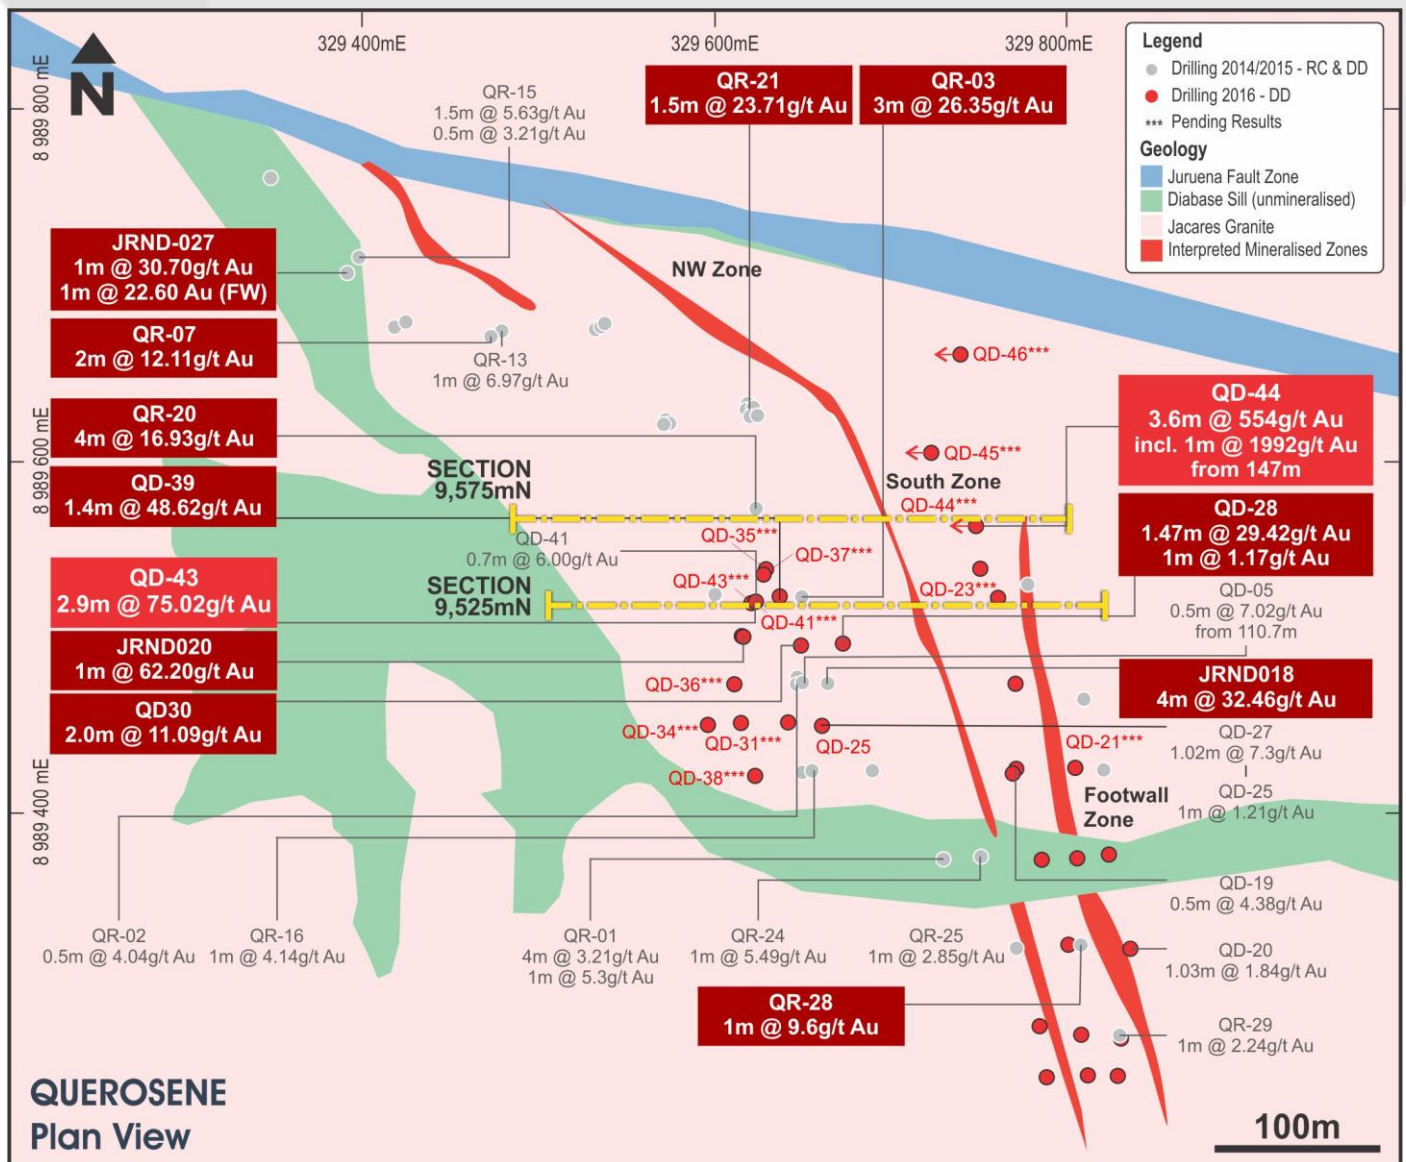 329 400mE
329 600mE
329 800mE
8 989 800 mE
8 989 600 mE
8 989 400 mE
N
Legend
Drilling 2014/2015 - RC & DD
Drilling 2016 - DD
*** Pending Results
Geology
Juruena Fault Zone
Diabase Sill (unmineralised)
Jacares Granite
Interpreted Mineralised Zones
QR-15
1.5m @ 5.63g/t Au
0.5m @ 3.21g/t Au
QR-21
1.5m @ 23.71g/t Au
QR-03
3m @ 26.35g/t Au
JRND-027
1m @ 30.70g/t Au
1m @ 22.60 Au (FW)
NW Zone
QR-07
2m @ 12.11g/t Au
QR-13
1m @ 6.97g/t Au
QD-46***
QR-20
4m @ 16.93g/t Au
QD-44
3.6m @ 554g/t Au
incl. 1m @ 1992g/t Au
from 147m
QD-45***
South Zone
QD-44***
SECTION
9,575mN
QD-39
1.4m @ 48.62g/t Au
QD-28
1.47m @ 29.42g/t Au
1m @ 1.17g/t Au
QD-41
0.7m @ 6.00g/t Au
QD-35***
QD-37***
QD-43***
QD-23***
QD-43
2.9m @ 75.02g/t Au
SECTION
9,525mN
QD-41***
QD-05
0.5m @ 7.02g/t Au
from 110.7m
JRND020
1m @ 62.20g/t Au
QD-36***
JRND018
4m @ 32.46g/t Au
QD30
2.0m @ 11.09g/t Au
QD-34***
QD-31***
QD-25
QD-21***
QD-27
1.02m @ 7.3g/t Au
QD-38***
Footwall
Zone
QD-25
1m @ 1.21g/t Au
QD-19
0.5m @ 4.38g/t Au
QR-02
0.5m @ 4.04g/t Au
QR-16
1m @ 4.14g/t Au
QR-01
4m @ 3.21g/t Au
1m @ 5.3g/t Au
QR-24
1m @ 5.49g/t Au
QR-25
1m @ 2.85g/t Au
QD-20
1.03m @ 1.84g/t Au
QR-28
1m @ 9.6g/t Au
QR-29
1m @ 2.24g/t Au
QUEROSENE
Plan View
100m